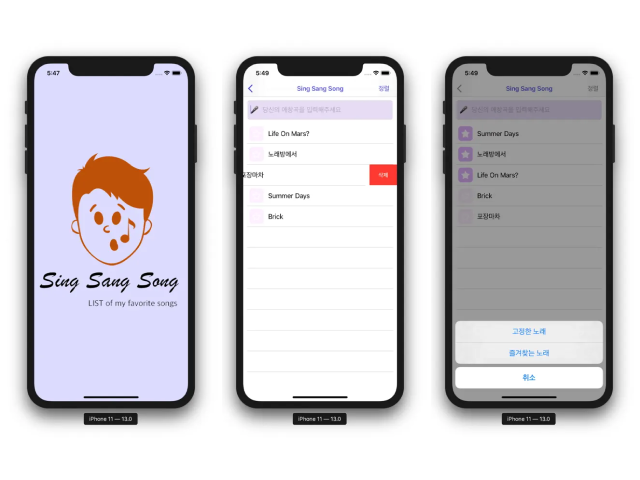 5:47
Sing Sang Song
LIST of my favorite songs
iPhone 11 — 13.0
5:49
Sing Sang Song
정렬
당신의 애창곡을 입력해주세요
Life On Mars?
노래방에서
포장마차
삭제
Summer Days
Brick
iPhone 11 — 13.0
5:49
Sing Sang Song
정렬
당신의 애창곡을 입력해주세요
Summer Days
노래방에서
Life On Mars?
Brick
포장마차
고정한 노래
즐겨찾는 노래
취소
iPhone 11 — 13.0